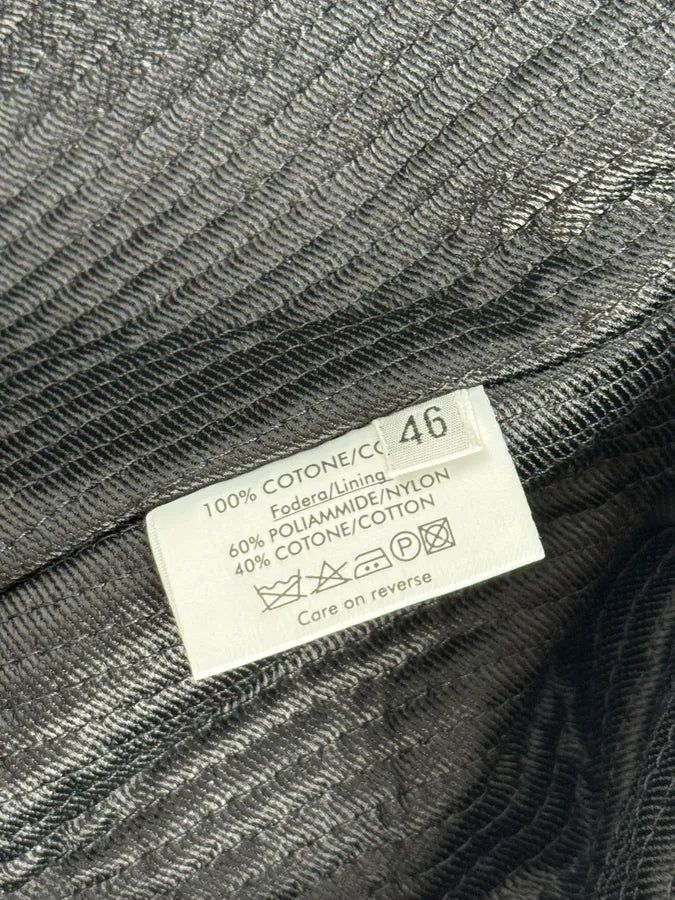 46
100% COTONE/CO
Fodera/Lining
60% POLIAMMIDE/NYLON
40% COTONE/COTTON
P
Care on reverse